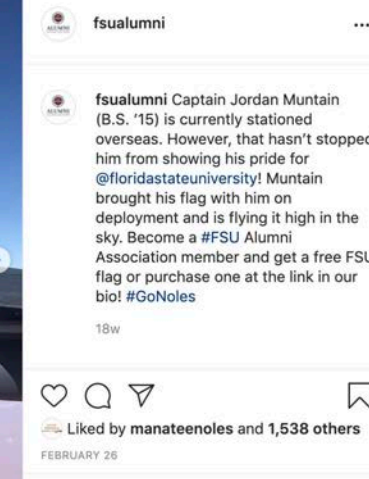 fsualumni
fsualumni Captain Jordan Muntain
(B.S. ’15) is currently stationed
overseas. However, that hasn’t stopped
him from showing his pride for
@floridastateuniversity! Muntain
brought his flag with him on
deployment and is flying it high in the
sky. Become a #FSU Alumni
Association member and get a free FSU
flag or purchase one at the link in our
bio! #GoNoles
18w
Liked by manateenoles and 1,538 others
FEBRUARY 26